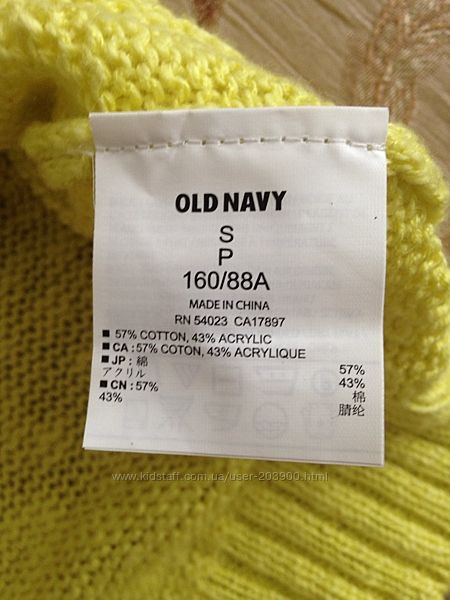 OLD NAVY
S
P
160/88A
MADE IN CHINA
RN 54023 CA17897
■ 57% COTTON, 43% ACRYLIC
■ CA : 57% COTON, 43% ACRYLIQUE
■ JP : 綿 57%
アクリル 43%
■ CN : 57% 棉
43% 腈纶
www.kidstaff.com.ua/user-203900.html